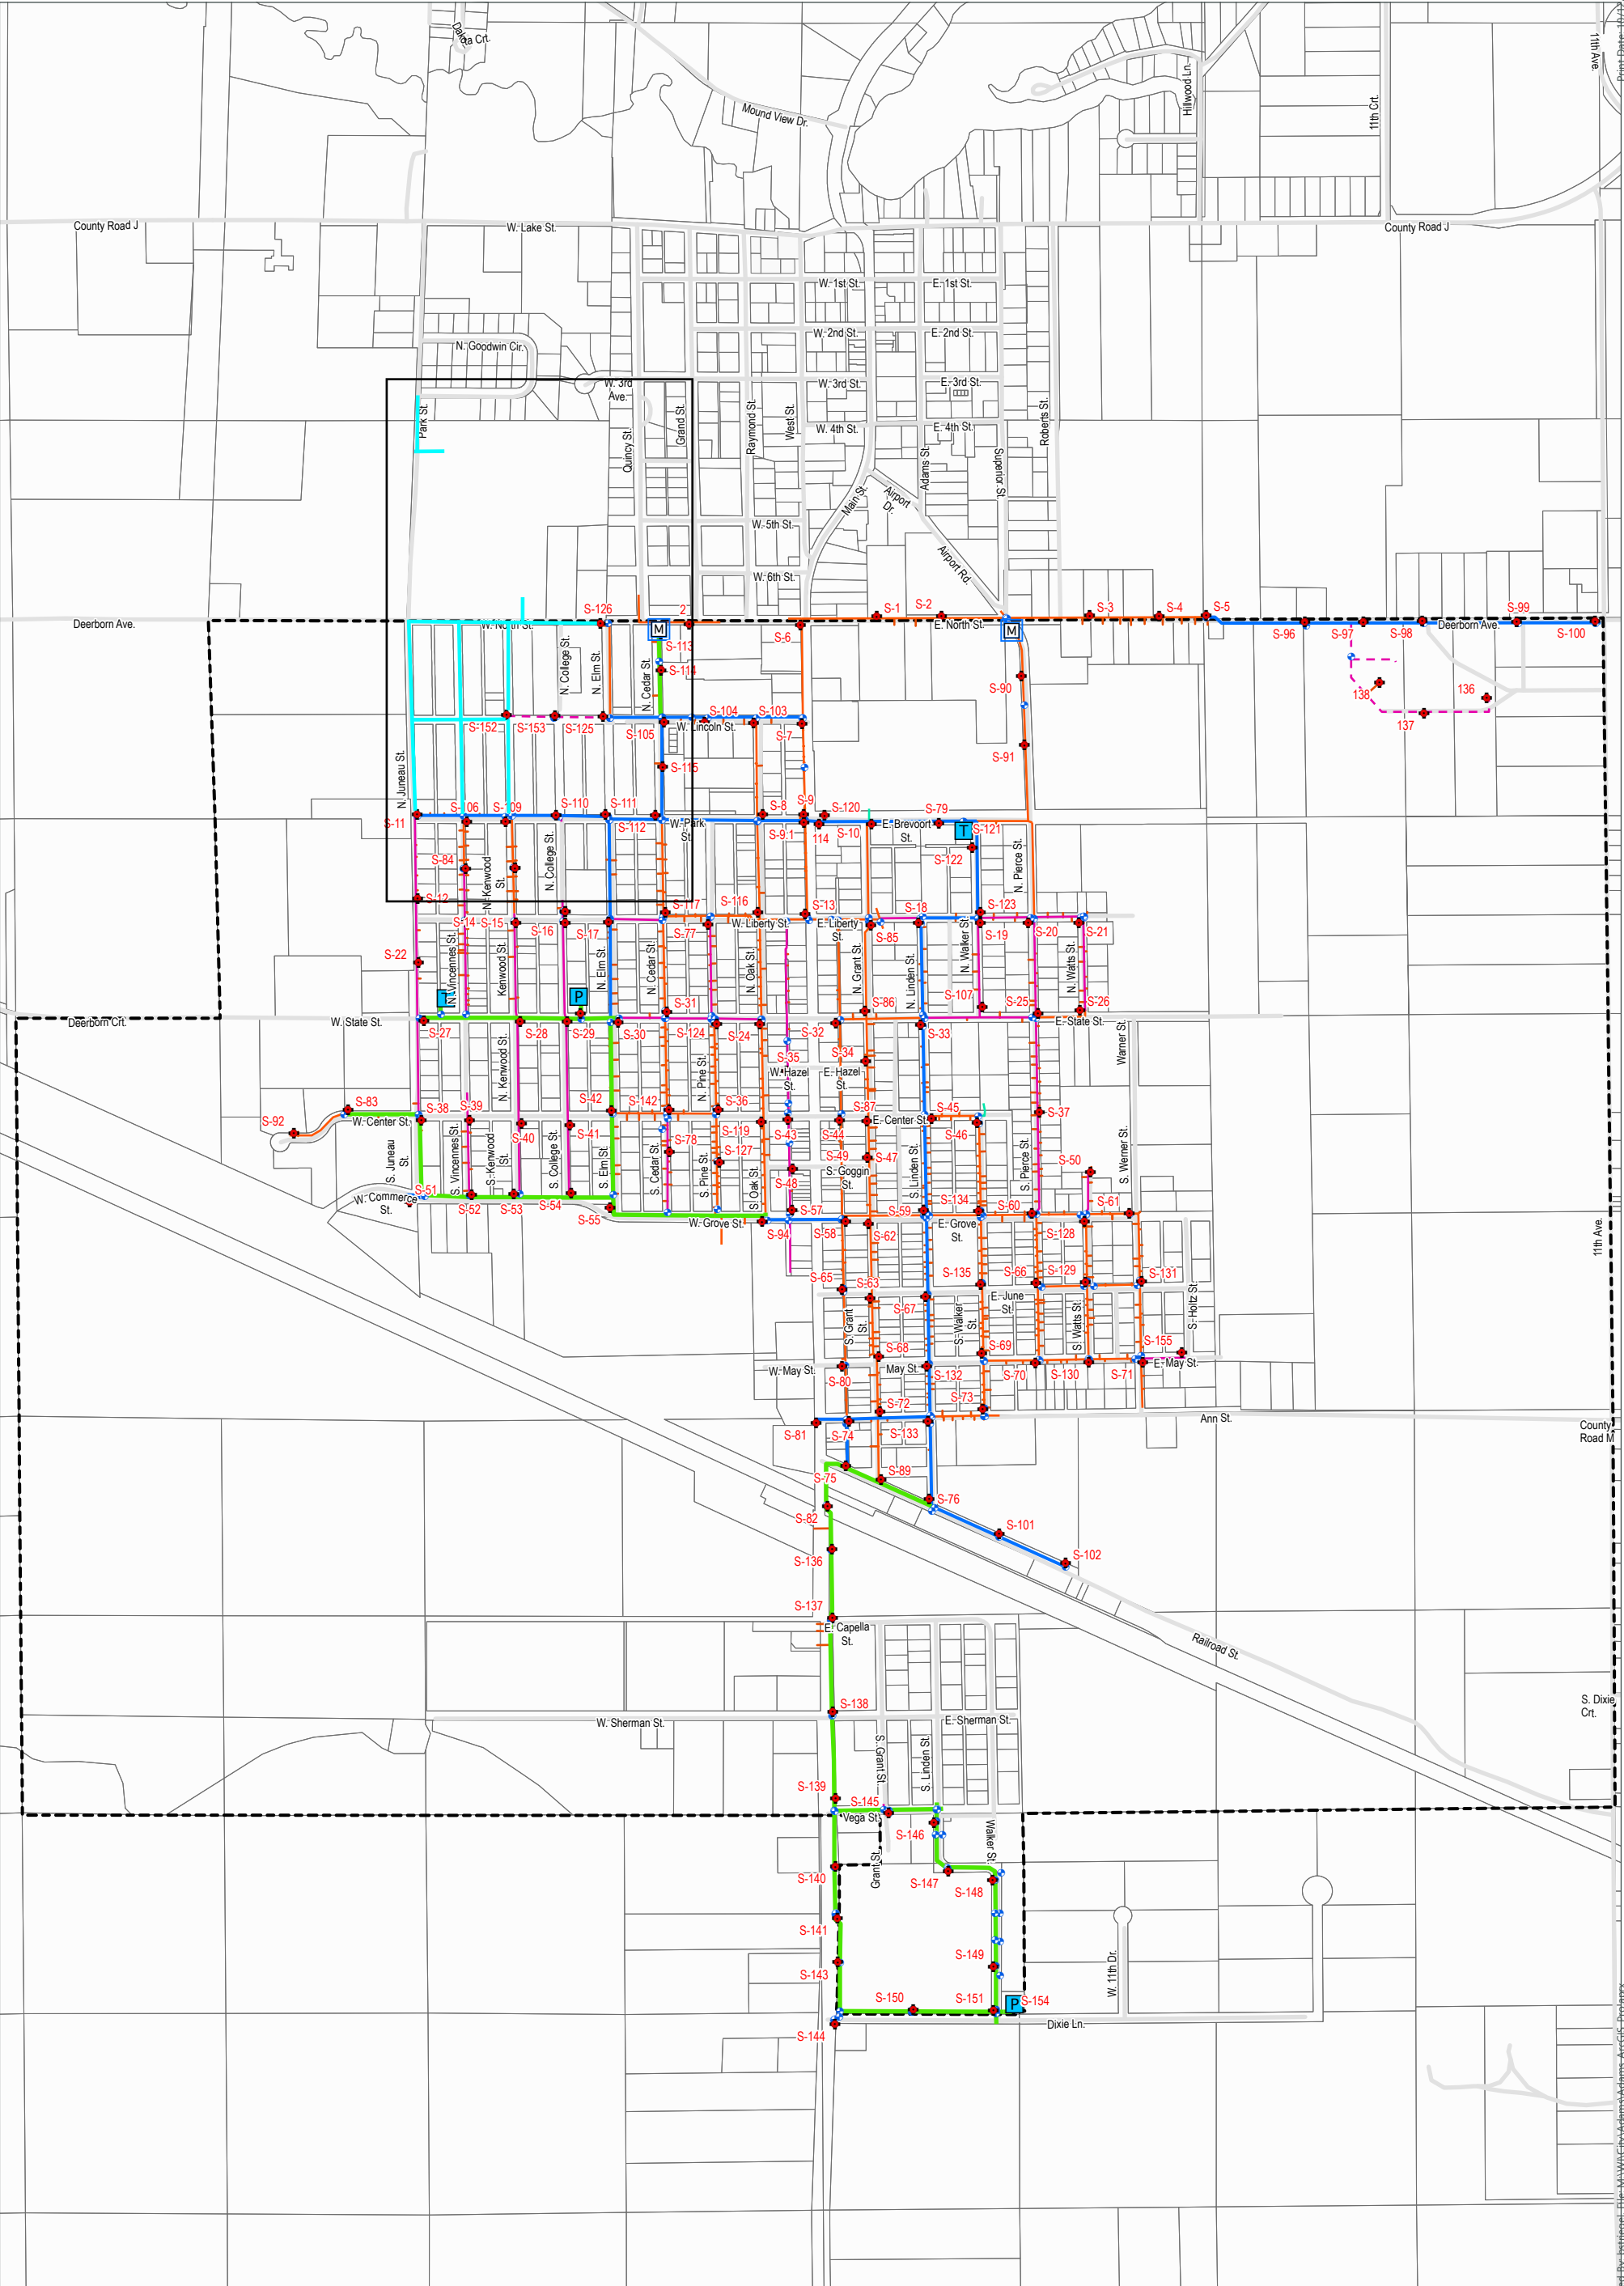 Dakota Crt.
11th Ave.
Print Date: 10/1
Mound View Dr.
Hillwood Ln.
11th Crt.
County Road J
W. Lake St.
County Road J
W. 1st St.
E. 1st St.
W. 2nd St.
E. 2nd St.
N. Goodwin Cir.
W. 3rd
Ave.
W. 3rd St.
E. 3rd St.
Park St.
Quincy St.
Grand St.
Raymond St.
West St.
W. 4th St.
E. 4th St.
Adams St.
Superior St.
Roberts St.
Main St.
Airport
Dr.
W. 5th St.
Airport Rd.
W. 6th St.
S-126
2
S-1
S-2
S-3
S-4
S-5
S-99
Deerborn Ave.
W. North St.
M
S-6
E. North St.
M
S-96
S-97
S-98
Deerborn Ave.
S-100
S-113
S-114
N. College St.
N. Elm St.
N. Cedar St.
S-90
138
136
137
S-104
S-103
S-152
S-153
S-125
S-105
W. Lincoln St.
S-7
S-91
N. Juneau St.
S-115
S-106
S-109
S-110
S-111
S-8
S-9
S-120
S-79
S-11
S-112
W. Park
St.
S-9.1
114
S-10
E. Brevoort
St.
T
S-121
S-84
N. Kenwood
St.
N. College St.
S-122
N. Pierce St.
S-12
S-117
S-116
S-13
S-18
S-123
S-14
S-15
S-16
S-17
S-77
W. Liberty St.
E. Liberty
St.
S-85
S-19
S-20
S-21
S-22
N. Vincennes St.
Kenwood St.
N. Elm St.
N. Cedar St.
N. Oak St.
N. Grant St.
N. Linden St.
N. Walker St.
N. Watts St.
T
P
S-31
S-86
S-107
S-25
S-26
Deerborn Crt.
W. State St.
S-27
S-28
S-29
S-30
S-124
S-24
S-32
S-33
E. State St.
S-34
S-35
N. Kenwood St.
N. Pine St.
W. Hazel
St.
E. Hazel
St.
Warner St.
S-83
S-42
S-142
S-36
S-87
S-45
S-37
S-92
W. Center St.
S-38
S-39
S-40
S-41
S-78
S-119
S-43
S-44
E. Center St.
S-46
S-127
S-49
S-47
S. Juneau
St.
S. Vincennes St.
S. Kenwood
St.
S. College St.
S. Elm St.
S. Cedar St.
S. Pine St.
S. Oak St.
S. Goggin
St.
S. Linden St.
S. Pierce St.
S. Werner St.
S-50
S-48
S-51
W. Commerce
St.
S-52
S-53
S-54
S-55
S-57
S-59
S-134
S-60
S-61
W. Grove St.
S-94
S-58
S-62
E. Grove
St.
S-128
11th Ave.
S-65
S-63
S-135
S-66
S-129
S-131
S-67
E. June
St.
S. Grant
St.
S. Walker
St.
S. Watts St.
S. Holtz St.
S-68
S-69
S-155
W. May St.
S-80
May St.
S-132
S-70
S-130
S-71
E. May St.
S-72
S-73
S-81
S-74
S-133
Ann St.
County
Road M
S-75
S-89
S-76
S-82
S-101
S-136
S-102
S-137
E. Capella
St.
Railroad St.
S-138
W. Sherman St.
E. Sherman St.
S. Dixie
Crt.
S. Grant St.
S. Linden St.
S-139
S-145
Vega St.
S-146
Walker St.
S-140
Grant St.
S-147
S-148
S-141
S-149
W. 11th Dr.
S-143
S-150
S-151
P
S-154
S-144
Dixie Ln.